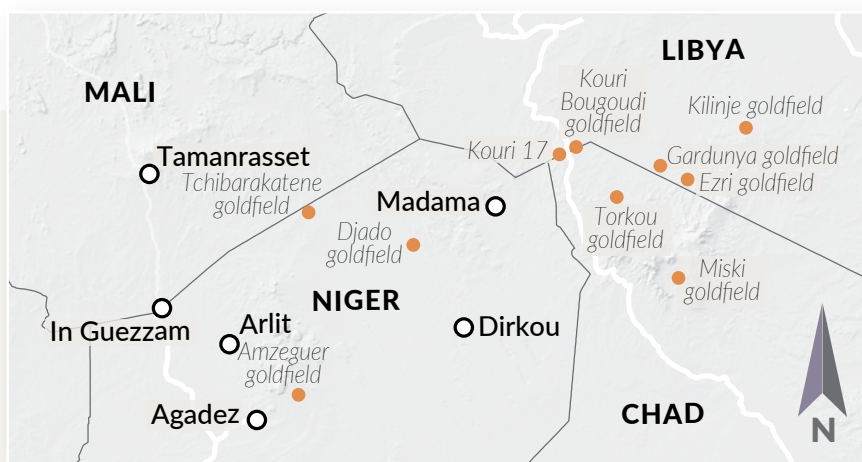 LIBYA
MALI
Kouri
Bougoudi
goldfield
Kilinje goldfield
Kouri 17
Tamanrasset
Gardunya goldfield
Tchibarakatene
goldfield
Ezri goldfield
Madama
Torkou
goldfield
Djado
goldfield
Miski
goldfield
NIGER
In Guezzam
Arlit
Dirkou
Amzeguer
goldfield
Agadez
CHAD
N